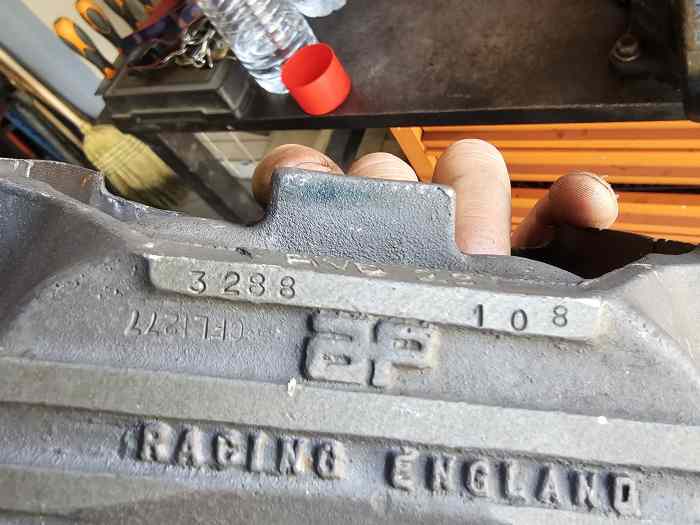 3288 108
CFL1277
ap
RACING ENGLAND